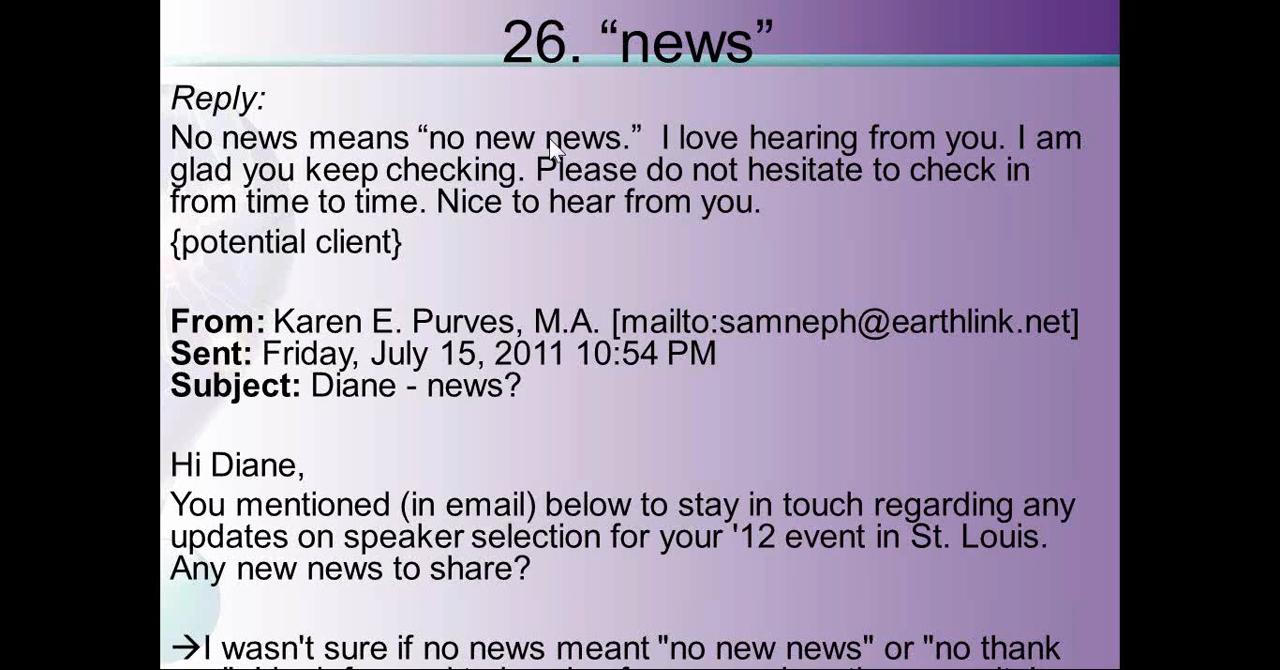 26. “news”
Reply:
No news means “no new news.”  I love hearing from you. I am
glad you keep checking. Please do not hesitate to check in
from time to time. Nice to hear from you.
{potential client}
From: Karen E. Purves, M.A. [mailto:samneph@earthlink.net]
Sent: Friday, July 15, 2011 10:54 PM
Subject: Diane - news?
Hi Diane,
You mentioned (in email) below to stay in touch regarding any
updates on speaker selection for your '12 event in St. Louis.
Any new news to share?
→I wasn't sure if no news meant "no new news" or "no thank